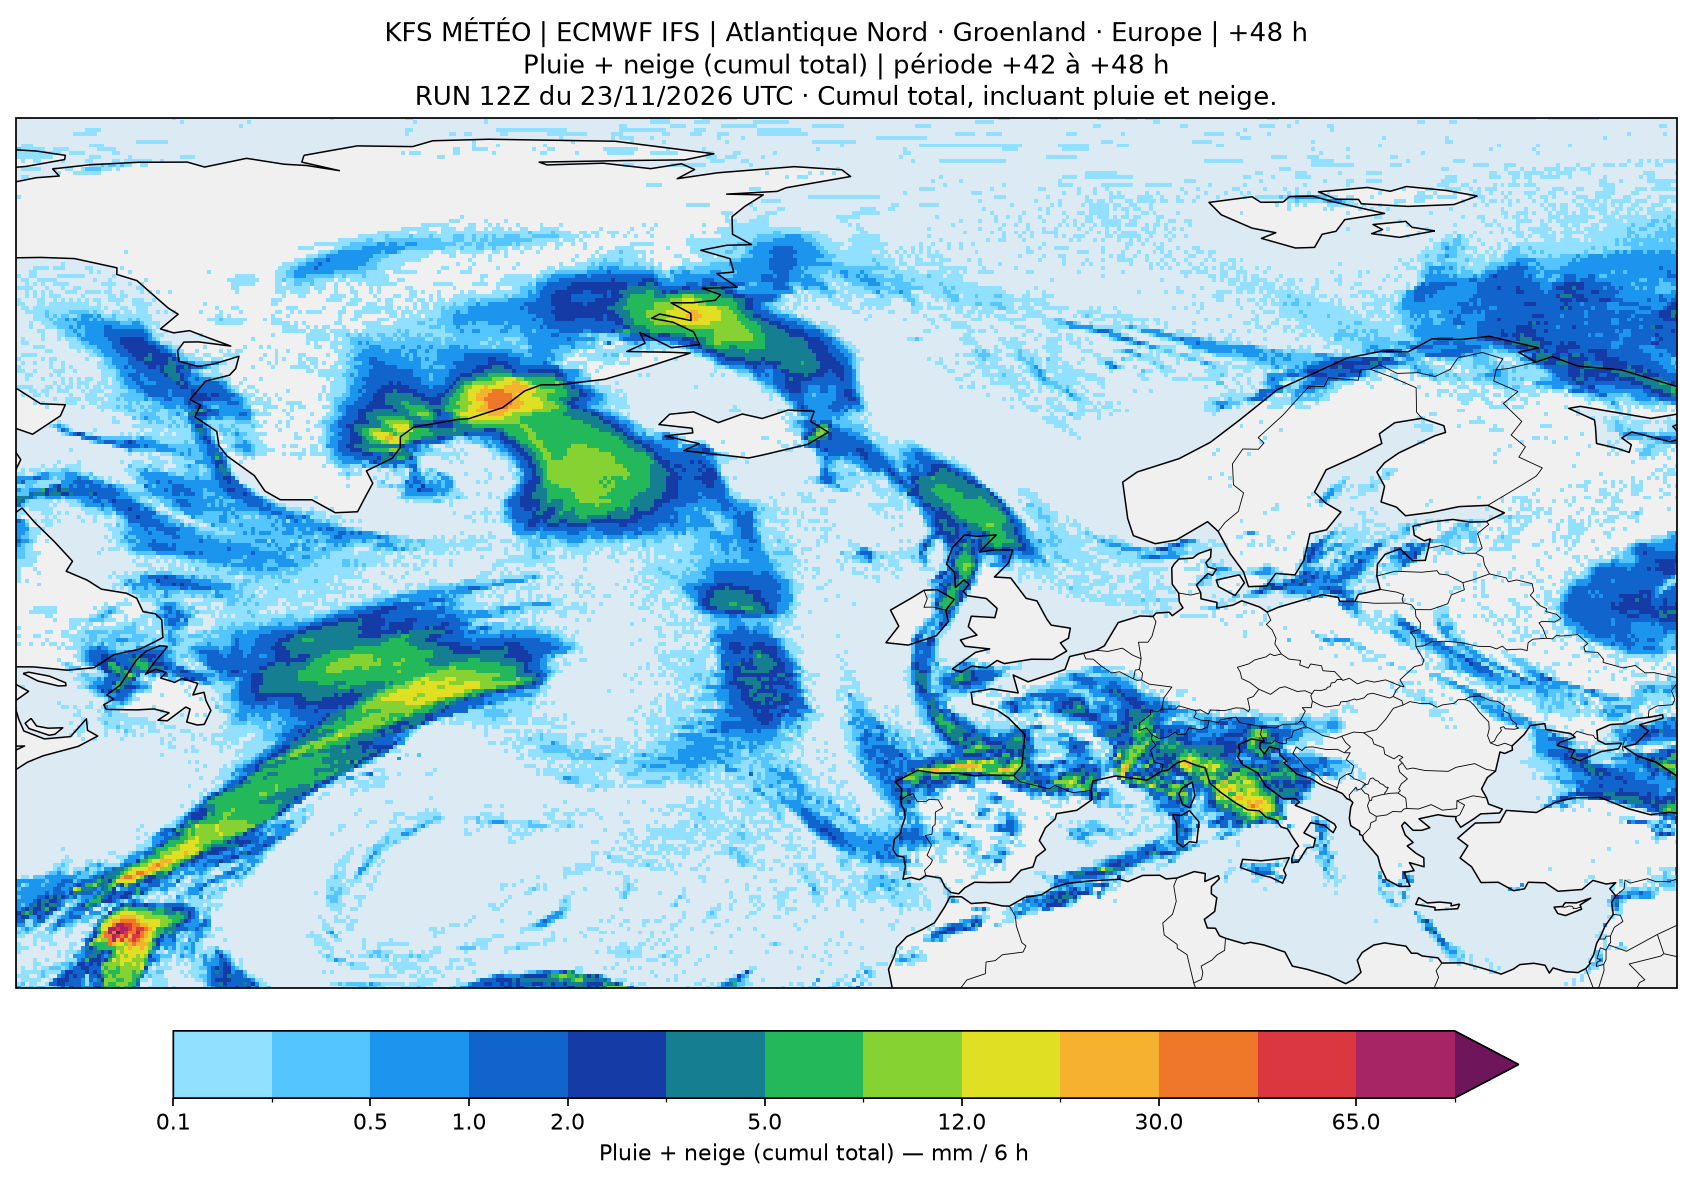 KFS MÉTÉO | ECMWF IFS | Atlantique Nord · Groenland · Europe | +48 h
Pluie + neige (cumul total) | période +42 à +48 h
RUN 12Z du 23/11/2026 UTC · Cumul total, incluant pluie et neige.
0.1 0.5 1.0 2.0 5.0 12.0 30.0 65.0
Pluie + neige (cumul total) — mm / 6 h